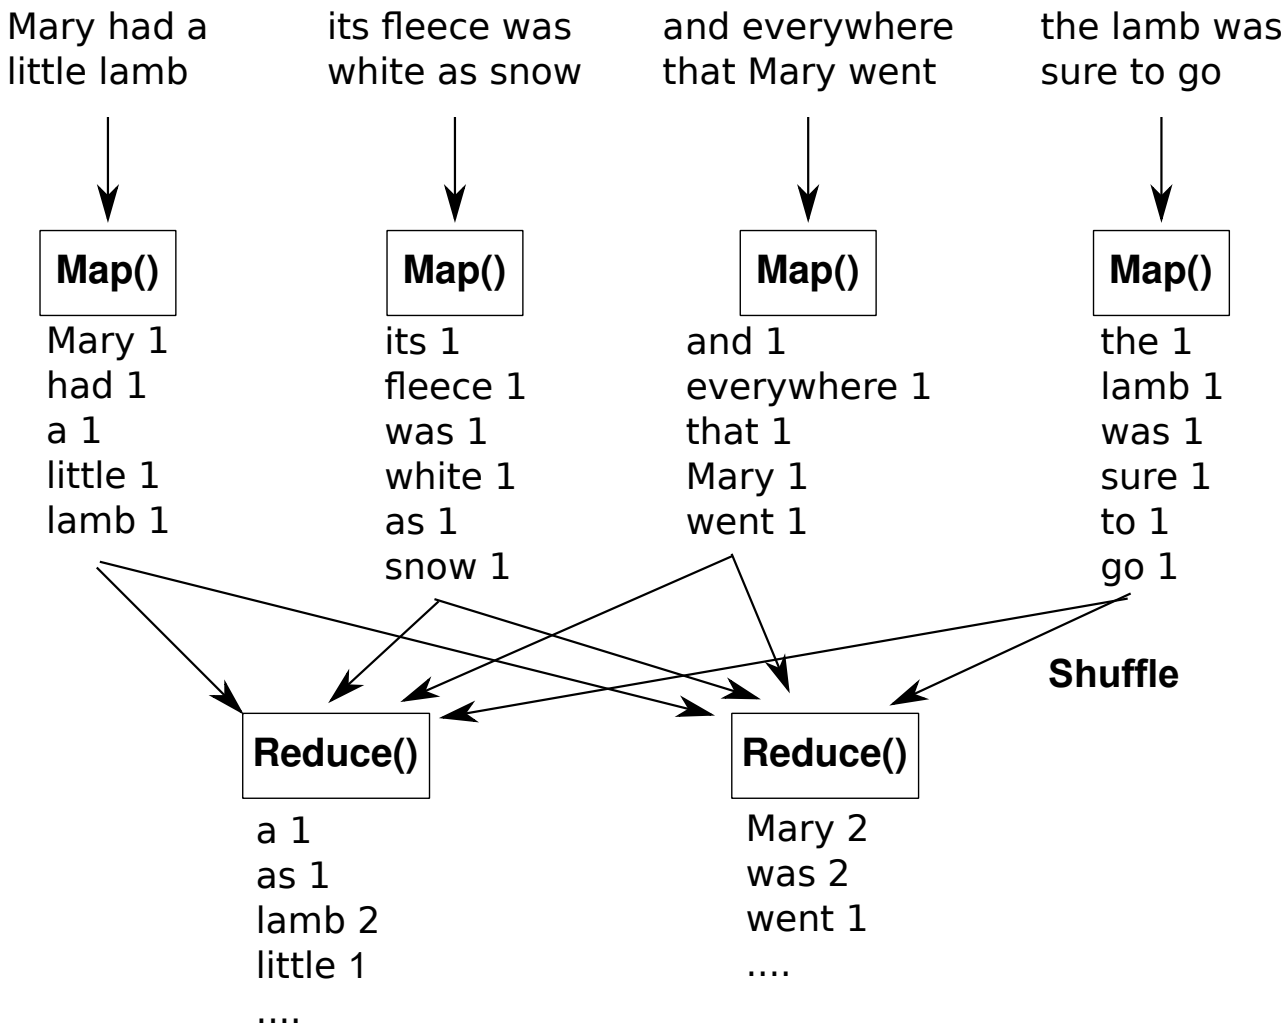 Mary had a
little lamb
its fleece was
white as snow
and everywhere
that Mary went
the lamb was
sure to go
Map()
Map()
Map()
Map()
Mary 1
had 1
a 1
little 1
lamb 1
its 1
fleece 1
was 1
white 1
as 1
snow 1
and 1
everywhere 1
that 1
Mary 1
went 1
the 1
lamb 1
was 1
sure 1
to 1
go 1
Shuffle
Reduce()
Reduce()
a 1
as 1
lamb 2
little 1
....
Mary 2
was 2
went 1
....